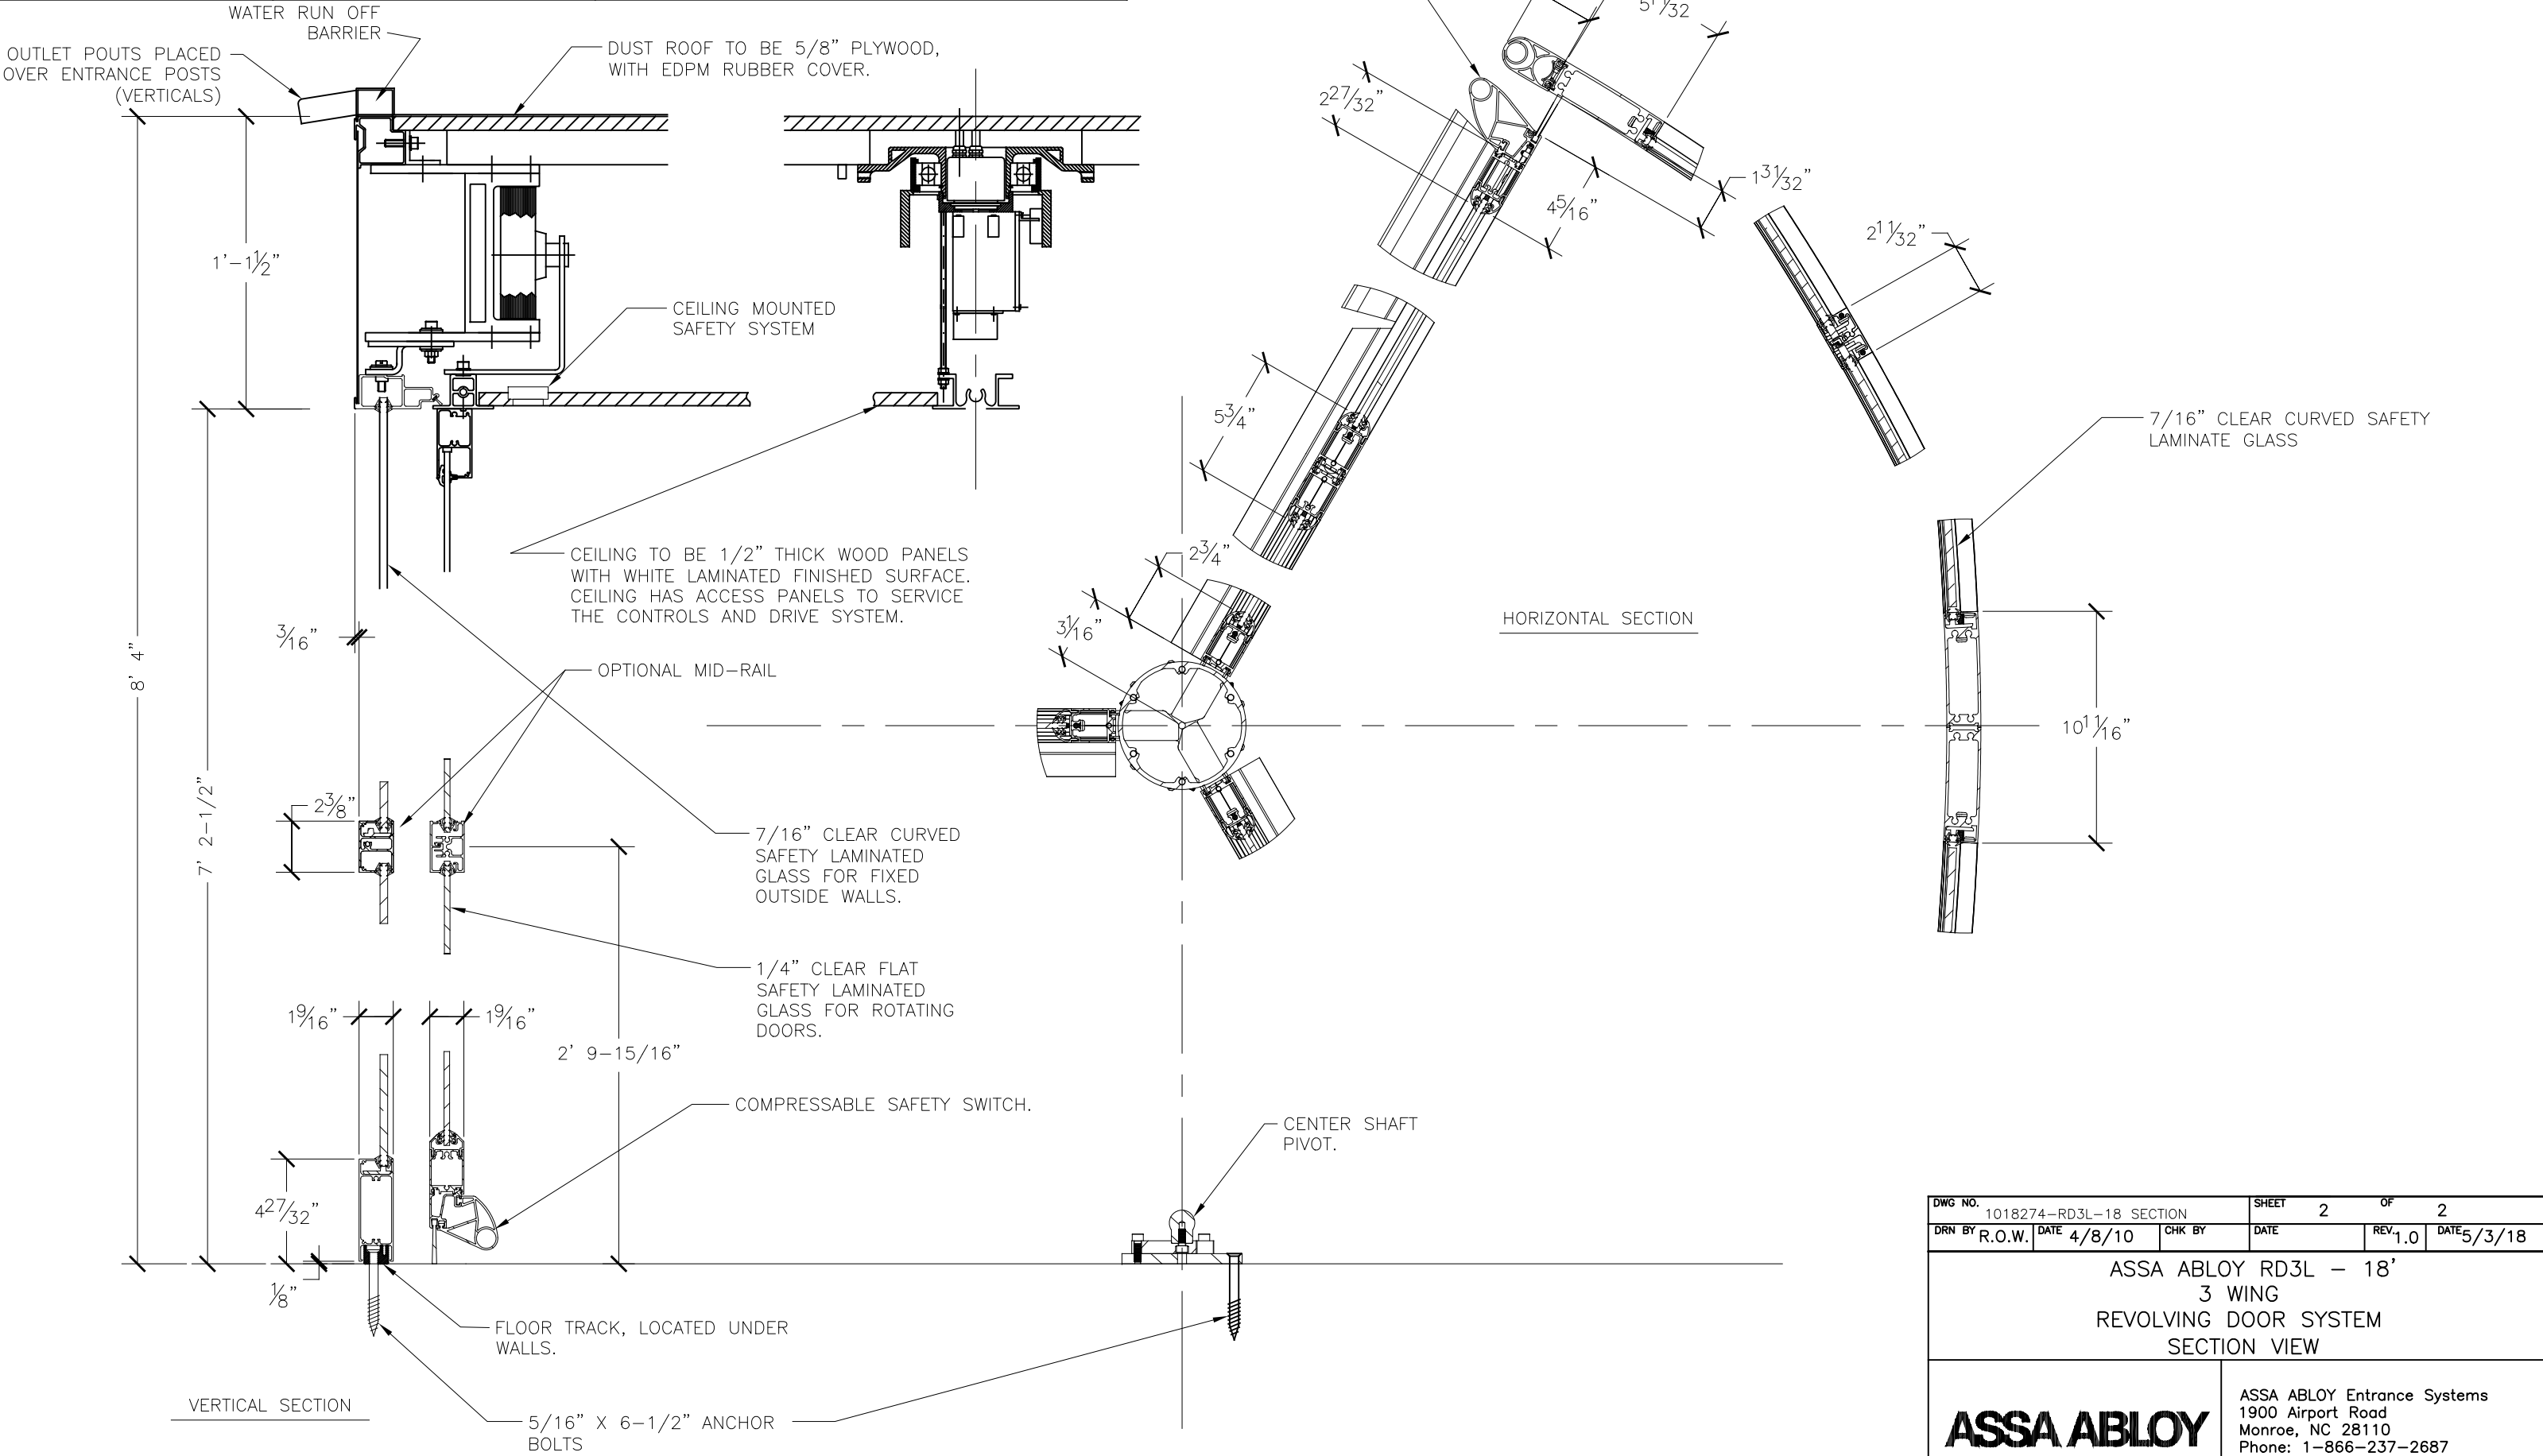 WATER RUN OFF
BARRIER
OUTLET POUTS PLACED
OVER ENTRANCE POSTS
(VERTICALS)
DUST ROOF TO BE 5/8" PLYWOOD,
WITH EDPM RUBBER COVER.
1'-1½"
CEILING MOUNTED
SAFETY SYSTEM
8' 4"
7' 2-1/2"
CEILING TO BE 1/2" THICK WOOD PANELS
WITH WHITE LAMINATED FINISHED SURFACE.
CEILING HAS ACCESS PANELS TO SERVICE
THE CONTROLS AND DRIVE SYSTEM.
3/16"
OPTIONAL MID-RAIL
2 3/8"
7/16" CLEAR CURVED
SAFETY LAMINATED
GLASS FOR FIXED
OUTSIDE WALLS.
1/4" CLEAR FLAT
SAFETY LAMINATED
GLASS FOR ROTATING
DOORS.
1 9/16"
1 9/16"
2' 9-15/16"
COMPRESSABLE SAFETY SWITCH.
4 27/32"
1/8"
FLOOR TRACK, LOCATED UNDER
WALLS.
VERTICAL SECTION
5/16" X 6-1/2" ANCHOR
BOLTS
CENTER SHAFT
PIVOT.
2 27/32"
4 5/16"
1 31/32"
2 11/32"
5 3/4"
2 3/4"
3 1/16"
7/16" CLEAR CURVED SAFETY
LAMINATE GLASS
HORIZONTAL SECTION
10 11/16"
DWG NO. 1018274-RD3L-18 SECTION SHEET 2 OF 2
DRN BY R.O.W. DATE 4/8/10 CHK BY DATE REV. 1.0 DATE 5/3/18
ASSA ABLOY RD3L - 18'
3 WING
REVOLVING DOOR SYSTEM
SECTION VIEW
ASSA ABLOY
ASSA ABLOY Entrance Systems
1900 Airport Road
Monroe, NC 28110
Phone: 1-866-237-2687